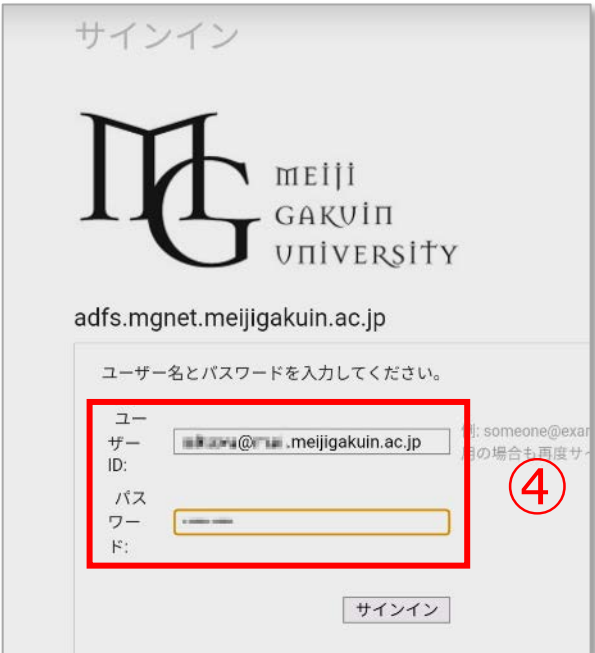 サインイン
MG
MEIJI
GAKUIN
UNIVERSITY
adfs.mgnet.meijigakuin.ac.jp
ユーザー名とパスワードを入力してください。
ユー
ザー
ID:
@ .meijigakuin.ac.jp
例: someone@exam
用の場合も再度サイ
パス
ワー
ド:
④
サインイン